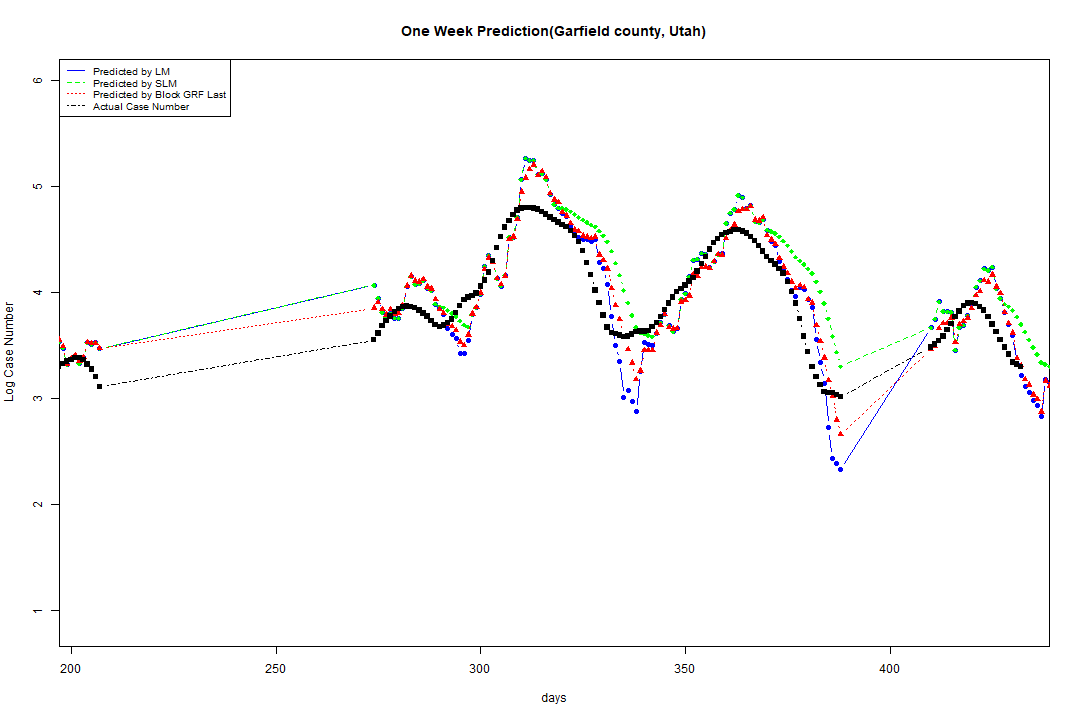 One Week Prediction(Garfield county, Utah)
Predicted by LM
Predicted by SLM
Predicted by Block GRF Last
Actual Case Number
6
5
4
3
2
1
Log Case Number
200 250 300 350 400
days